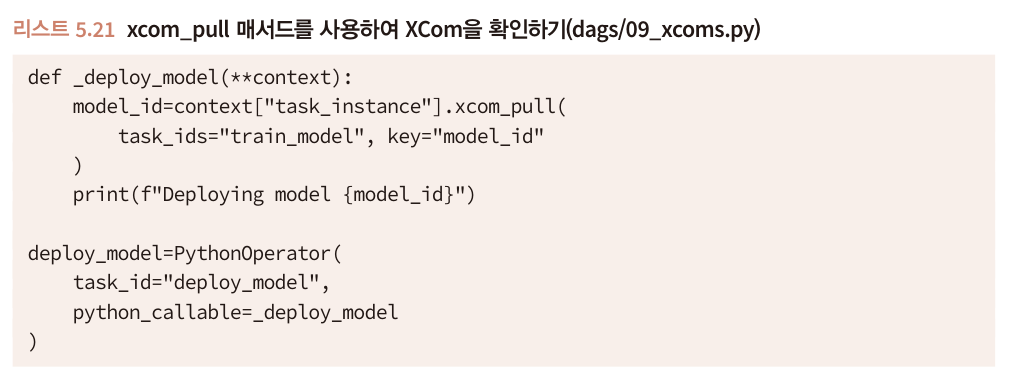 리스트 5.21 xcom_pull 매서드를 사용하여 XCom을 확인하기(dags/09_xcoms.py)
def _deploy_model(**context):
    model_id=context["task_instance"].xcom_pull(
        task_ids="train_model", key="model_id"
    )
    print(f"Deploying model {model_id}")

deploy_model=PythonOperator(
    task_id="deploy_model",
    python_callable=_deploy_model
)